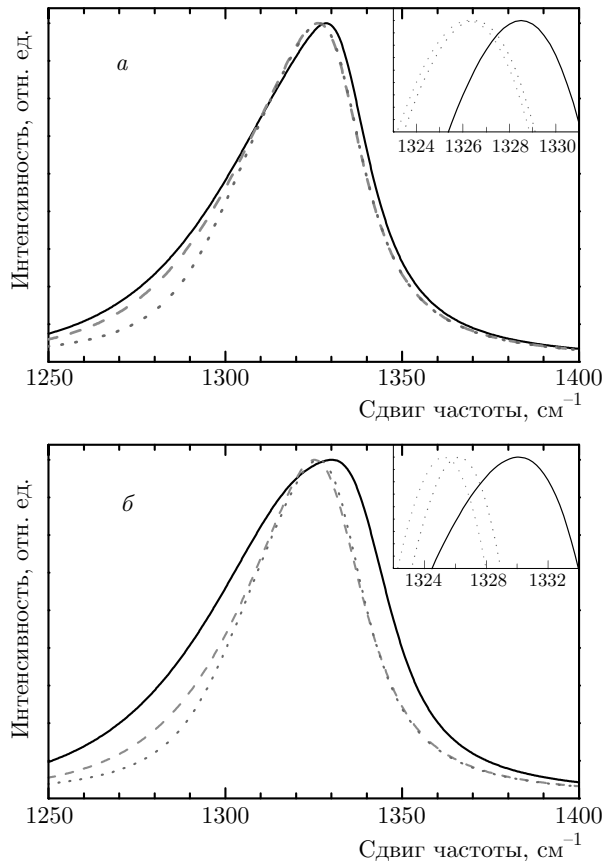 Интенсивность, отн. ед.
а
1324 1326 1328 1330
1250 1300 1350 1400
Сдвиг частоты, см⁻¹
Интенсивность, отн. ед.
б
1324 1328 1332
1250 1300 1350 1400
Сдвиг частоты, см⁻¹